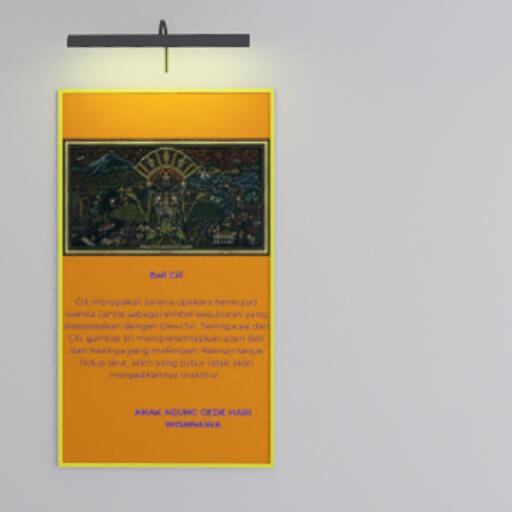 Bali Cili
Cili merupakan sarana upakara berwujud
wanita cantik sebagai simbol kesuburan yang
diasosiasikan dengan Dewi Sri. Terinspirasi dari
Cili, gambar ini merepresentasikan alam Bali
dan hasilnya yang melimpah. Namun tanpa
hidup akur, alam yang subur tidak akan
menjadikannya makmur.
ANAK AGUNG GEDE HARI
WISHNAWA